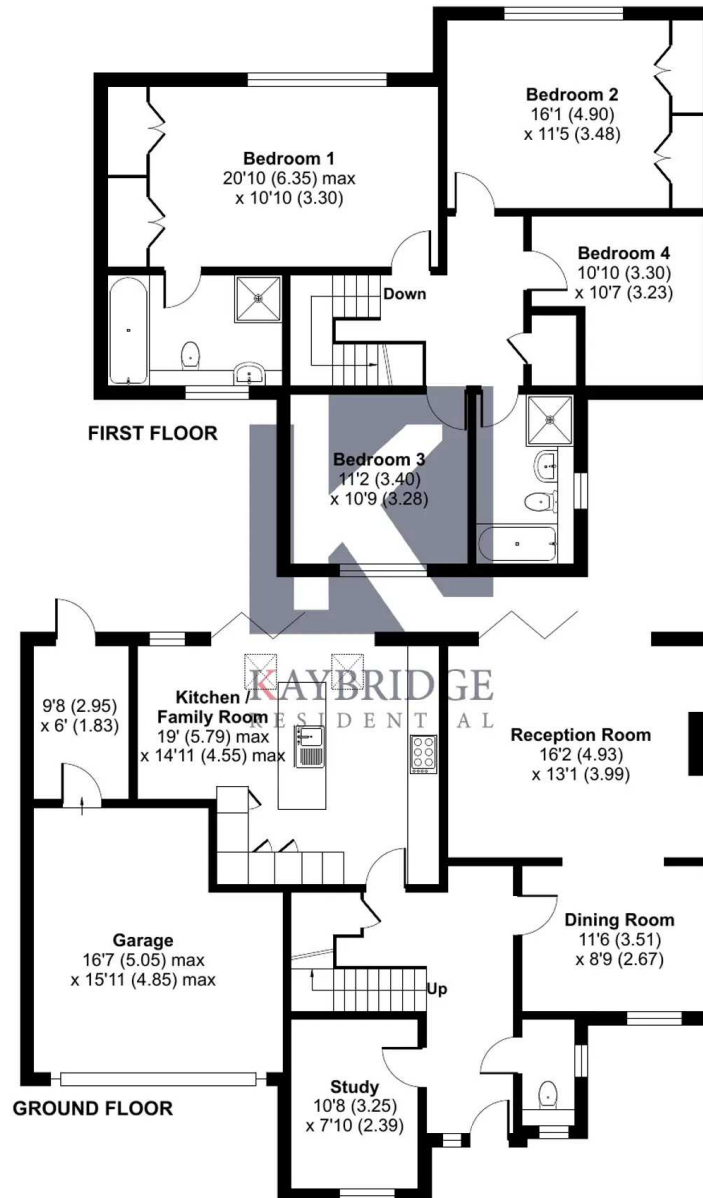 Bedroom 2
16'1 (4.90)
x 11'5 (3.48)
Bedroom 1
20'10 (6.35) max
x 10'10 (3.30)
Bedroom 4
10'10 (3.30)
x 10'7 (3.23)
Down
FIRST FLOOR
Bedroom 3
11'2 (3.40)
x 10'9 (3.28)
9'8 (2.95)
x 6' (1.83)
Kitchen /
Family Room
19' (5.79) max
x 14'11 (4.55) max
KAYBRIDGE
RESIDENTIAL
Reception Room
16'2 (4.93)
x 13'1 (3.99)
Garage
16'7 (5.05) max
x 15'11 (4.85) max
Dining Room
11'6 (3.51)
x 8'9 (2.67)
Up
Study
10'8 (3.25)
x 7'10 (2.39)
GROUND FLOOR